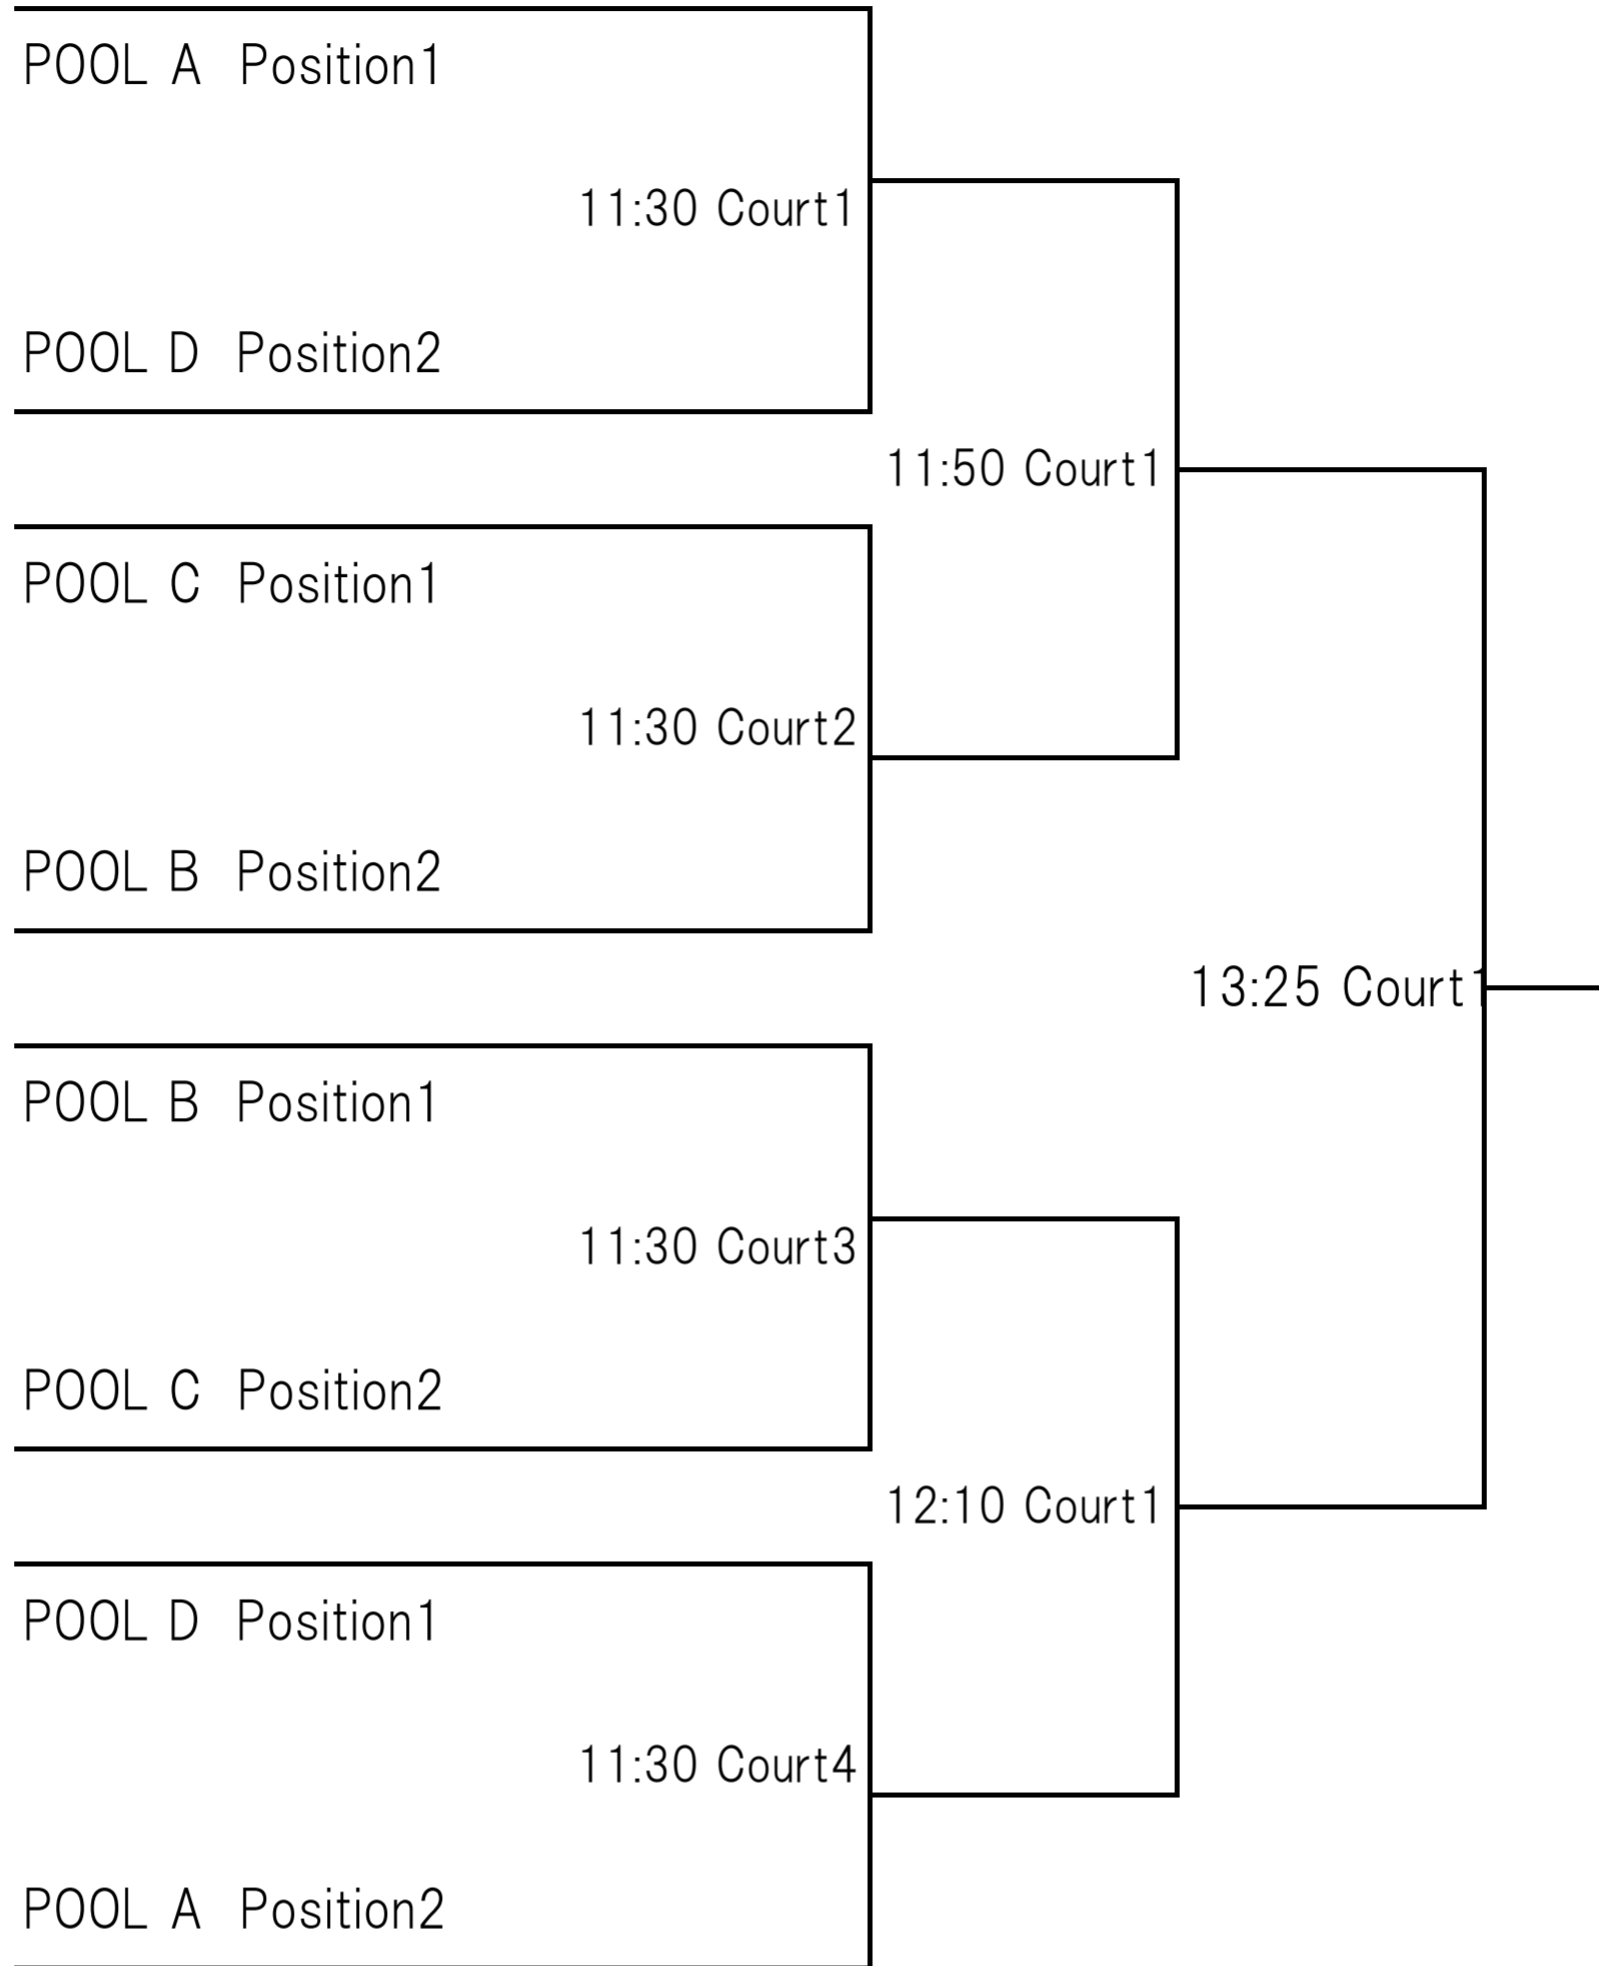 POOL A Position1
11:30 Court1
POOL D Position2
11:50 Court1
POOL C Position1
11:30 Court2
POOL B Position2
13:25 Court1
POOL B Position1
11:30 Court3
POOL C Position2
12:10 Court1
POOL D Position1
11:30 Court4
POOL A Position2